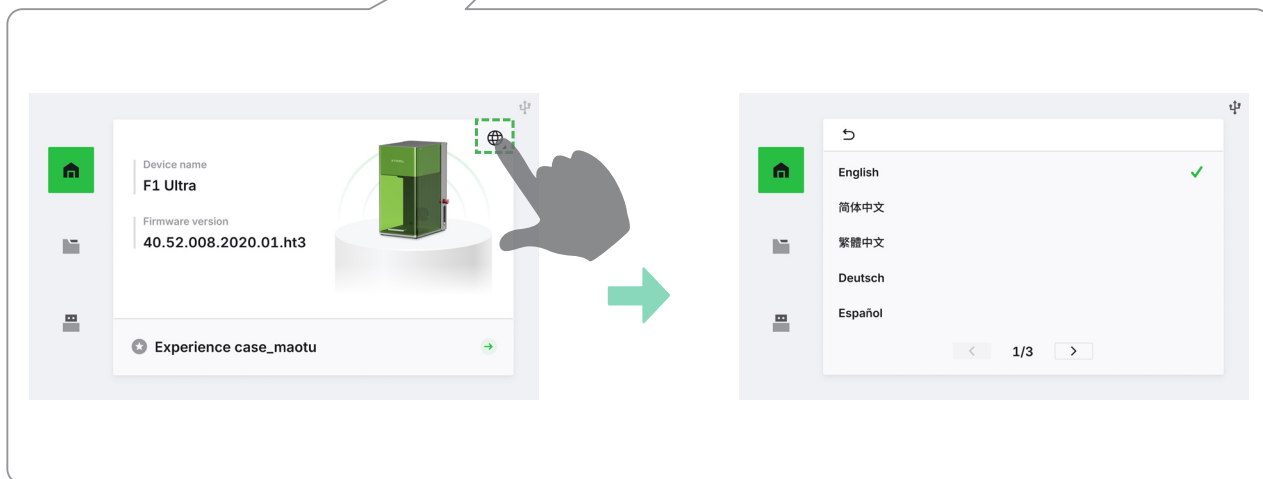 Device name
F1 Ultra
Firmware version
40.52.008.2020.01.ht3
Experience case_maotu
English
简体中文
繁體中文
Deutsch
Español
1/3